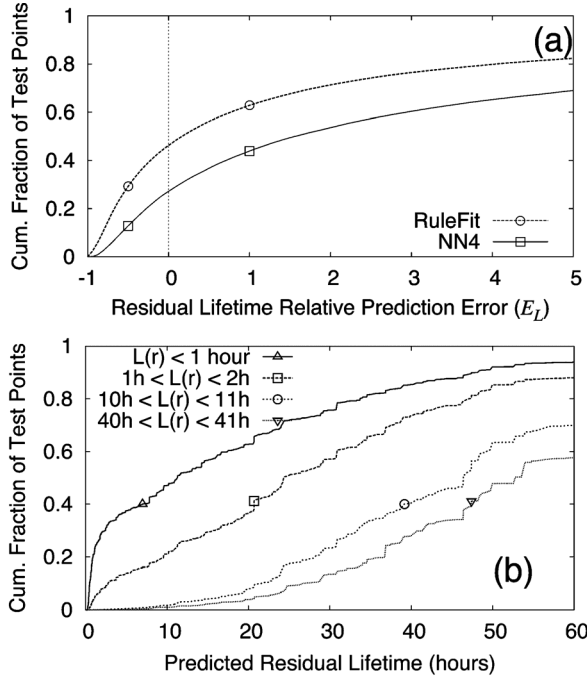 1
0.8
0.6
0.4
0.2
0
Cum. Fraction of Test Points
(a)
RuleFit
NN4
-1 0 1 2 3 4 5
Residual Lifetime Relative Prediction Error (E_L)
1
0.8
0.6
0.4
0.2
0
Cum. Fraction of Test Points
L(r) < 1 hour
1h < L(r) < 2h
10h < L(r) < 11h
40h < L(r) < 41h
(b)
0 10 20 30 40 50 60
Predicted Residual Lifetime (hours)